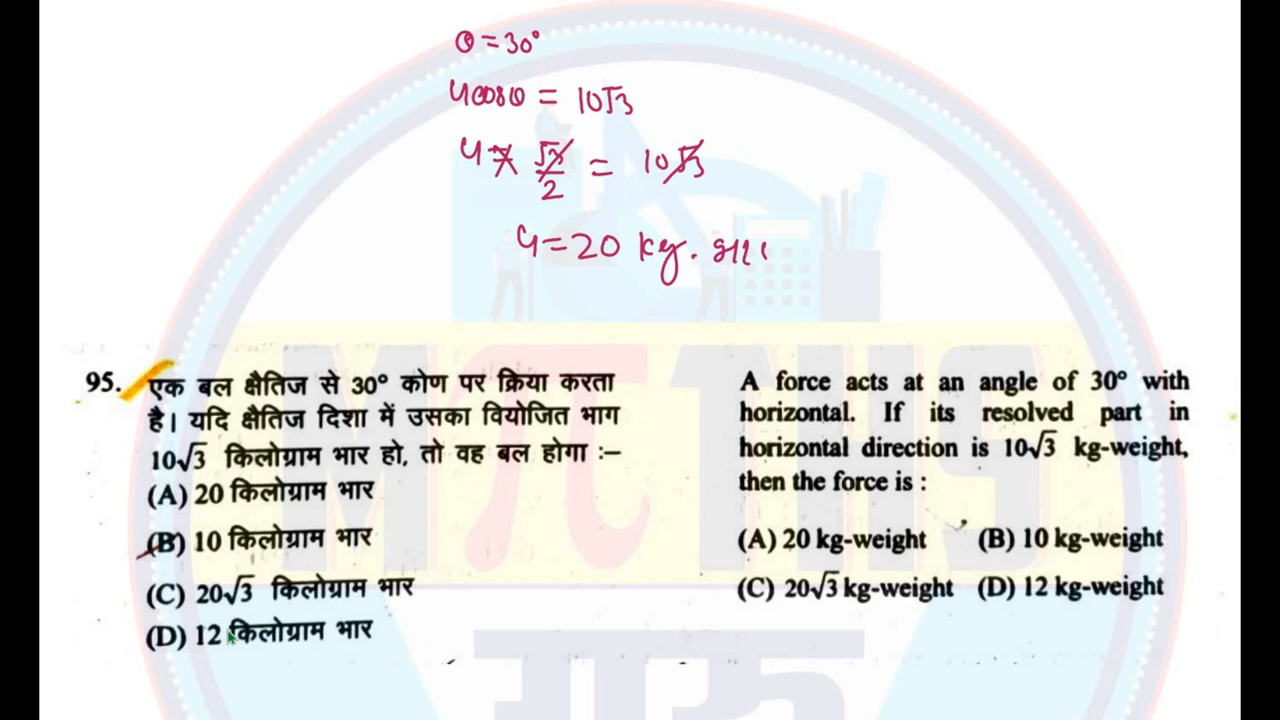 θ = 30°
u cosθ = 10√3
u × √3/2 = 10√3
u = 20 kg. भार
95. एक बल क्षैतिज से 30° कोण पर क्रिया करता
है। यदि क्षैतिज दिशा में उसका वियोजित भाग
10√3 किलोग्राम भार हो, तो वह बल होगा :–
(A) 20 किलोग्राम भार
(B) 10 किलोग्राम भार
(C) 20√3 किलोग्राम भार
(D) 12 किलोग्राम भार
A force acts at an angle of 30° with
horizontal. If its resolved part in
horizontal direction is 10√3 kg-weight,
then the force is :
(A) 20 kg-weight (B) 10 kg-weight
(C) 20√3 kg-weight (D) 12 kg-weight
MπTHS
गुरु